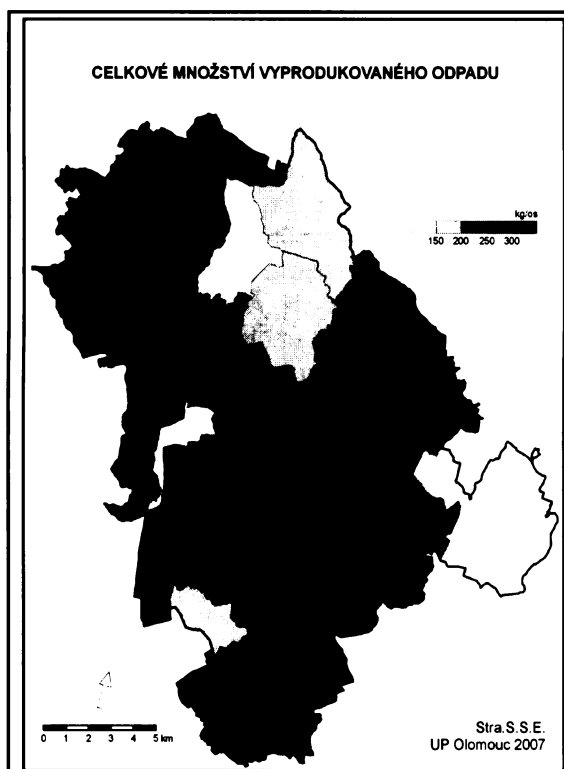 CELKOVÉ MNOŽSTVÍ VYPRODUKOVANÉHO ODPADU
kg/os
150 200 250 300
0 1 2 3 4 5 km
Stra.S.S.E.
UP Olomouc 2007